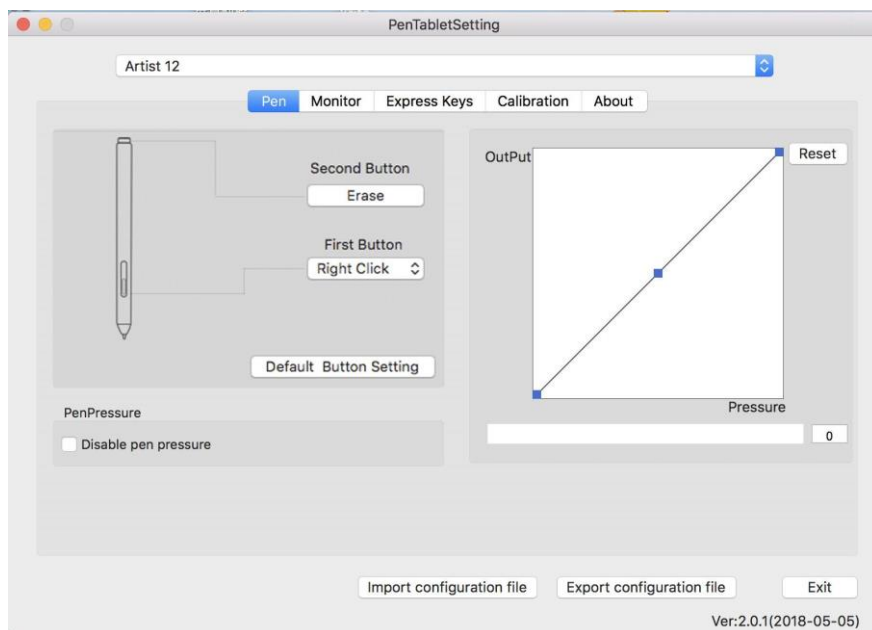 PenTabletSetting
Artist 12
Pen Monitor Express Keys Calibration About
Second Button
Erase
First Button
Right Click
Default Button Setting
PenPressure
Disable pen pressure
OutPut
Reset
Pressure
0
Import configuration file Export configuration file Exit
Ver:2.0.1(2018-05-05)